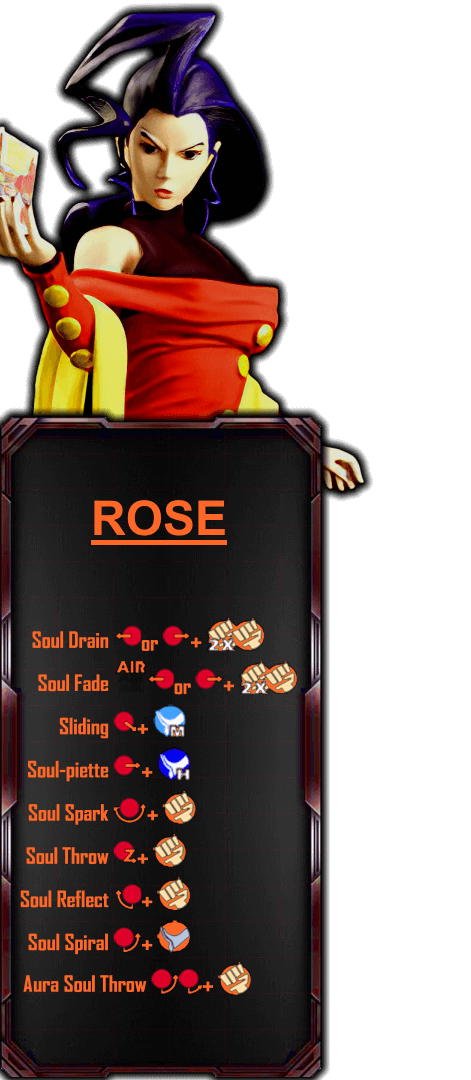 ROSE
Soul Drain or + 2X
AIR
Soul Fade or + 2X
Sliding + M
Soul-piette + H
Soul Spark +
Soul Throw Z +
Soul Reflect +
Soul Spiral +
Aura Soul Throw +